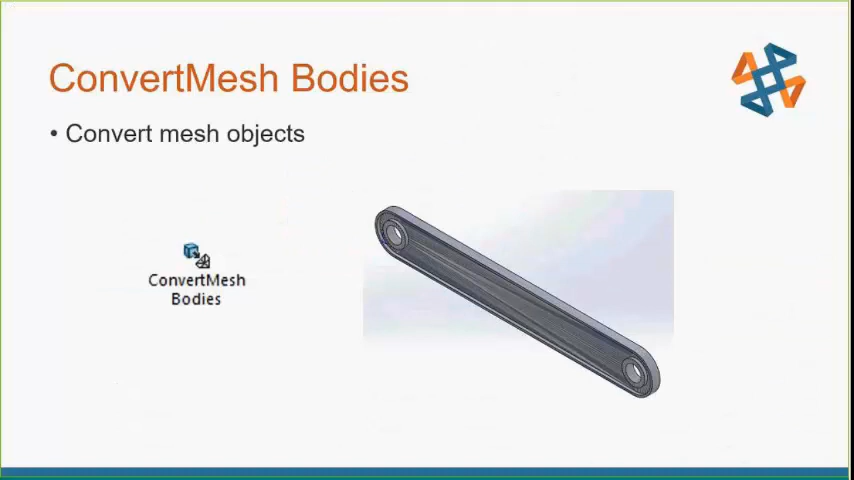 ConvertMesh Bodies
• Convert mesh objects
ConvertMesh
Bodies